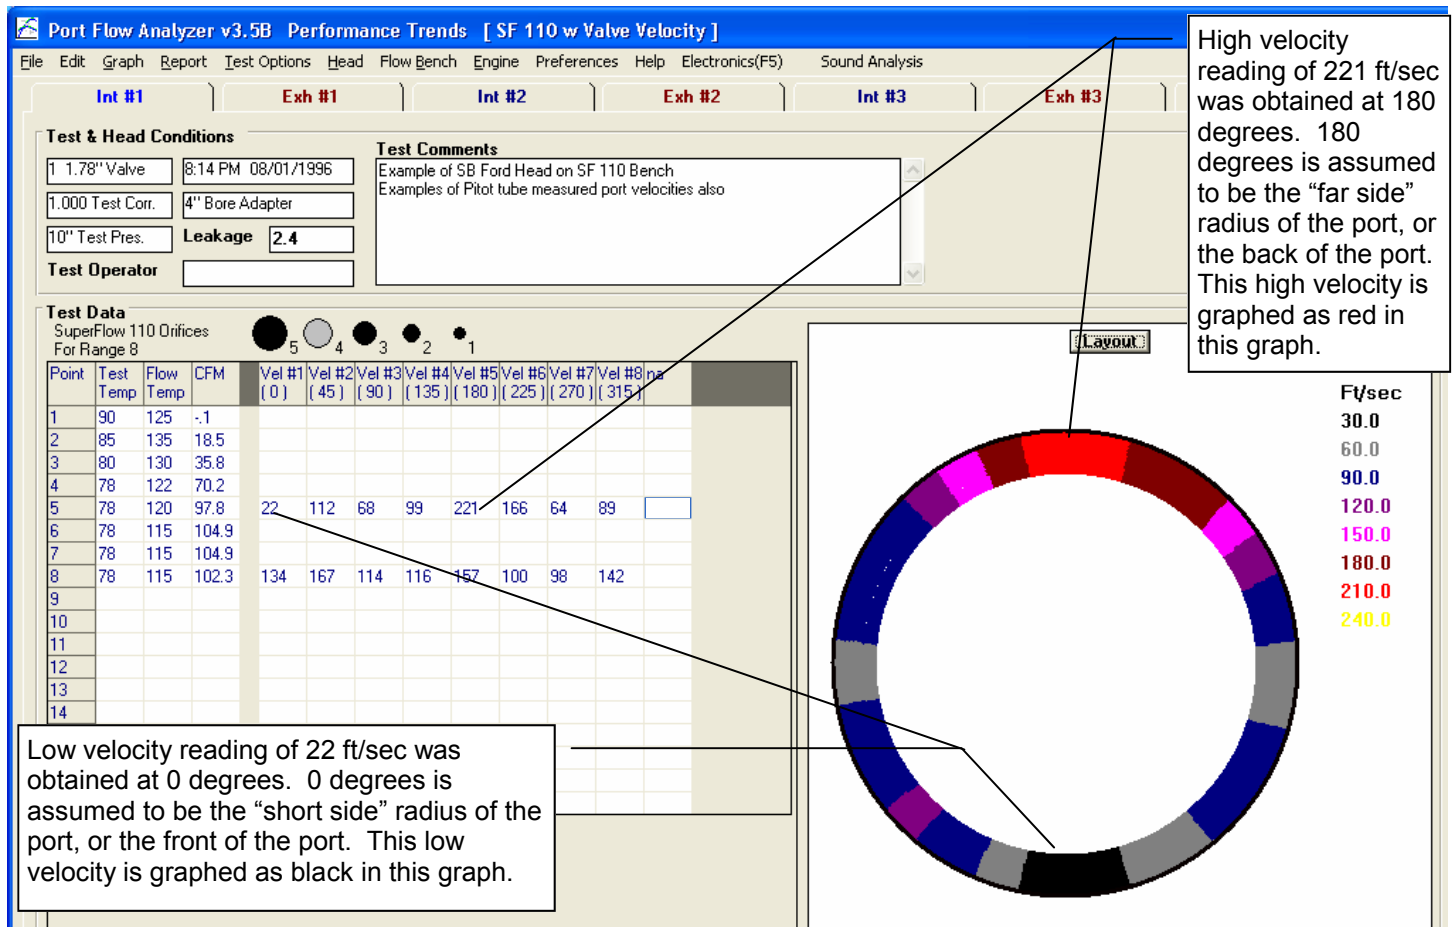 Port Flow Analyzer v3.5B   Performance Trends   [ SF 110 w Valve Velocity ]
File   Edit   Graph   Report   Test Options   Head   Flow Bench   Engine   Preferences   Help   Electronics(F5)   Sound Analysis
Int #1   Exh #1   Int #2   Exh #2   Int #3   Exh #3
Test & Head Conditions
1  1.78" Valve   8:14 PM  08/01/1996
1.000 Test Corr.   4" Bore Adapter
10" Test Pres.   Leakage   2.4
Test Operator
Test Comments
Example of SB Ford Head on SF 110 Bench
Examples of Pitot tube measured port velocities also
High velocity
reading of 221 ft/sec
was obtained at 180
degrees.  180
degrees is assumed
to be the “far side”
radius of the port, or
the back of the port.
This high velocity is
graphed as red in
this graph.
Test Data
SuperFlow 110 Orifices
For Range 8
5   4   3   2   1
Point   Test   Flow   CFM   Vel #1   Vel #2   Vel #3   Vel #4   Vel #5   Vel #6   Vel #7   Vel #8   na
Temp   Temp   ( 0 )   ( 45 )   ( 90 )   ( 135 )   ( 180 )   ( 225 )   ( 270 )   ( 315 )
1   90   125   -.1
2   85   135   18.5
3   80   130   35.8
4   78   122   70.2
5   78   120   97.8   22   112   68   99   221   166   64   89
6   78   115   104.9
7   78   115   104.9
8   78   115   102.3   134   167   114   116   157   100   98   142
9
10
11
12
13
14
Layout
Ft/sec
30.0
60.0
90.0
120.0
150.0
180.0
210.0
240.0
Low velocity reading of 22 ft/sec was
obtained at 0 degrees.  0 degrees is
assumed to be the “short side” radius of the
port, or the front of the port.  This low
velocity is graphed as black in this graph.